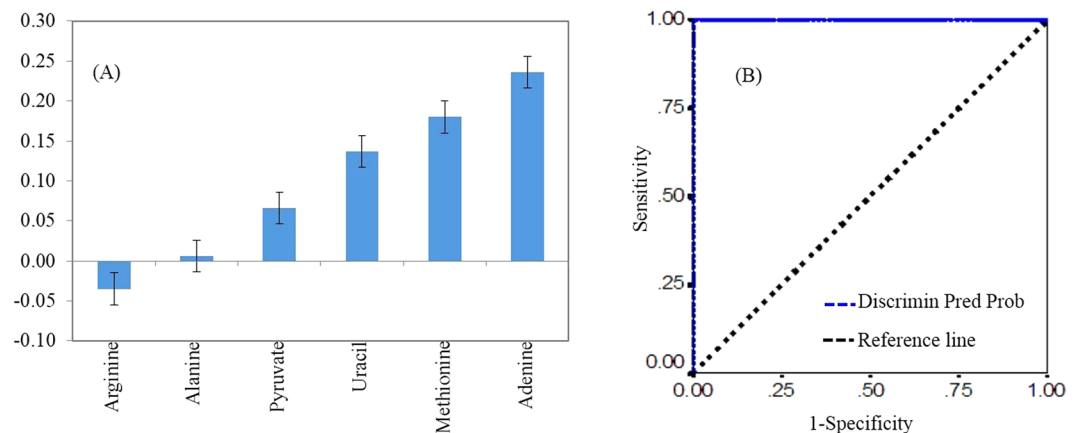 0.30
0.25
0.20
0.15
0.10
0.05
0.00
-0.05
-0.10
(A)
Arginine
Alanine
Pyruvate
Uracil
Methionine
Adenine
1.00
.75
.50
.25
0.00
Sensitivity
(B)
Discrimin Pred Prob
Reference line
0.00 .25 .50 .75 1.00
1-Specificity